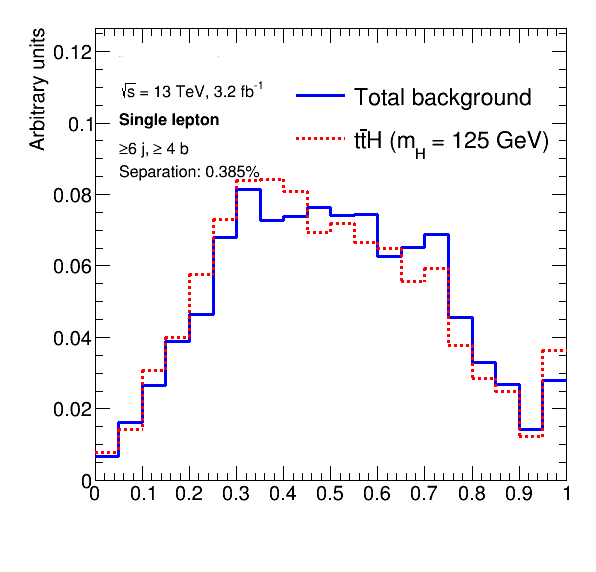 Arbitrary units
0.12
0.1
0.08
0.06
0.04
0.02
0
√s = 13 TeV, 3.2 fb⁻¹
Single lepton
≥6 j, ≥ 4 b
Separation: 0.385%
Total background
tt̄H (m_H = 125 GeV)
0 0.1 0.2 0.3 0.4 0.5 0.6 0.7 0.8 0.9 1